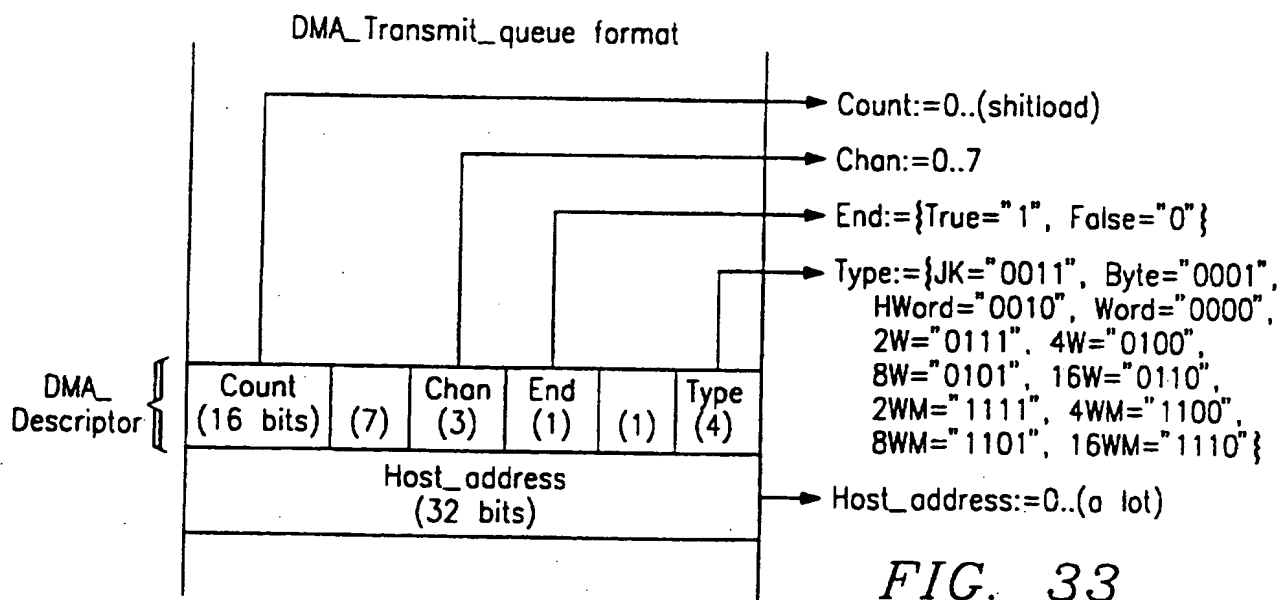 DMA_Transmit_queue format
Count:=0..(shitload)
Chan:=0..7
End:={True="1", False="0"}
Type:={JK="0011", Byte="0001",
HWord="0010", Word="0000",
2W="0111", 4W="0100",
8W="0101", 16W="0110",
2WM="1111", 4WM="1100",
8WM="1101", 16WM="1110"}
DMA_
Descriptor
Count
(16 bits)
(7)
Chan
(3)
End
(1)
(1)
Type
(4)
Host_address
(32 bits)
Host_address:=0..(a lot)
FIG. 33